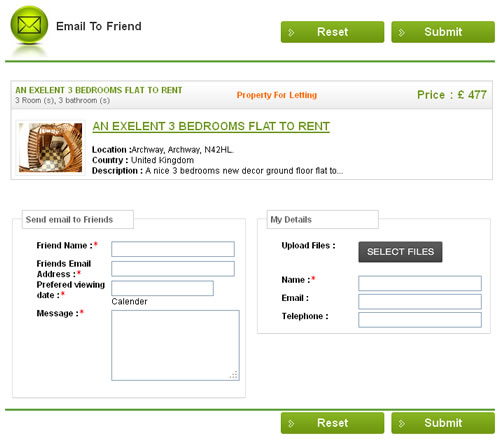 Email To Friend
Reset
Submit
AN EXELENT 3 BEDROOMS FLAT TO RENT
3 Room (s), 3 bathroom (s)
Property For Letting
Price : £ 477
AN EXELENT 3 BEDROOMS FLAT TO RENT
Location :Archway, Archway, N42HL.
Country : United Kingdom
Description : A nice 3 bedrooms new decor ground floor flat to...
Send email to Friends
Friend Name : *
Friends Email
Address : *
Prefered viewing
date : *
Calender
Message : *
My Details
Upload Files :
SELECT FILES
Name : *
Email :
Telephone :
Reset
Submit